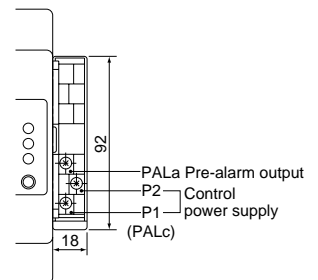 92
PALa Pre-alarm output
P2
Control
power supply
P1
(PALc)
18